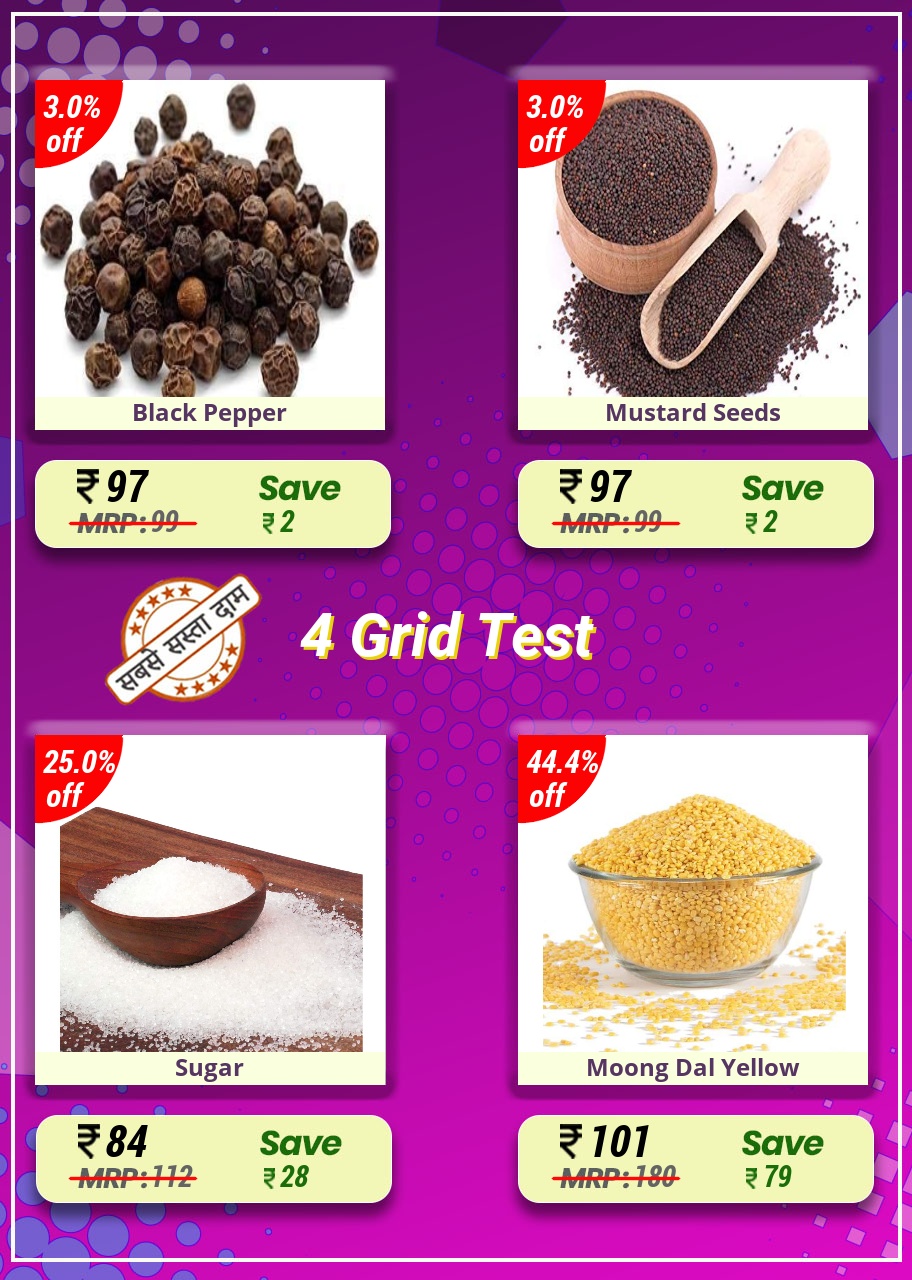 3.0%
off
Black Pepper
₹ 97
Save
MRP: 99
₹ 2
3.0%
off
Mustard Seeds
₹ 97
Save
MRP: 99
₹ 2
सबसे सस्ता दाम
4 Grid Test
25.0%
off
Sugar
₹ 84
Save
MRP: 112
₹ 28
44.4%
off
Moong Dal Yellow
₹ 101
Save
MRP: 180
₹ 79